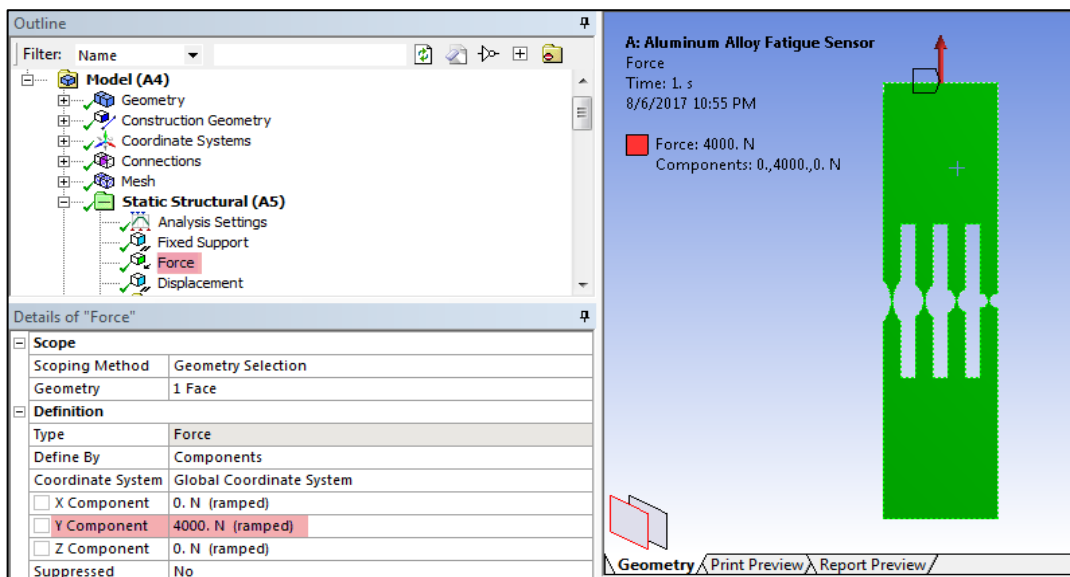 Outline
Filter: Name
Model (A4)
Geometry
Construction Geometry
Coordinate Systems
Connections
Mesh
Static Structural (A5)
Analysis Settings
Fixed Support
Force
Displacement
Details of "Force"
Scope
Scoping Method Geometry Selection
Geometry 1 Face
Definition
Type Force
Define By Components
Coordinate System Global Coordinate System
X Component 0. N (ramped)
Y Component 4000. N (ramped)
Z Component 0. N (ramped)
Suppressed No
A: Aluminum Alloy Fatigue Sensor
Force
Time: 1. s
8/6/2017 10:55 PM
Force: 4000. N
Components: 0.,4000.,0. N
Geometry Print Preview Report Preview